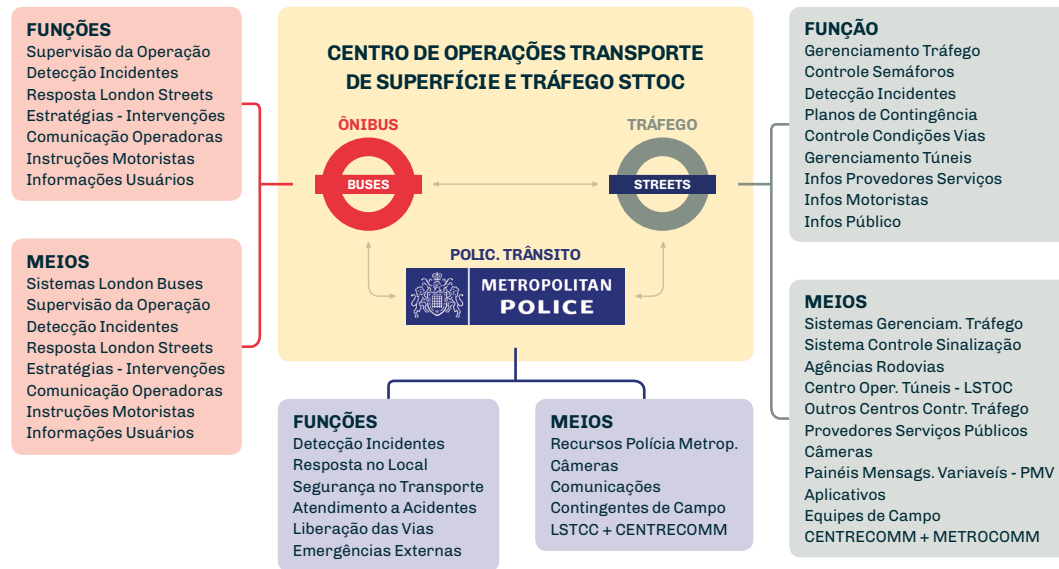 FUNÇÕES
Supervisão da Operação
Detecção Incidentes
Resposta London Streets
Estratégias - Intervenções
Comunicação Operadoras
Instruções Motoristas
Informações Usuários
MEIOS
Sistemas London Buses
Supervisão da Operação
Detecção Incidentes
Resposta London Streets
Estratégias - Intervenções
Comunicação Operadoras
Instruções Motoristas
Informações Usuários
CENTRO DE OPERAÇÕES TRANSPORTE
DE SUPERFÍCIE E TRÁFEGO STTOC
ÔNIBUS
BUSES
TRÁFEGO
STREETS
POLIC. TRÂNSITO
METROPOLITAN
POLICE
FUNÇÕES
Detecção Incidentes
Resposta no Local
Segurança no Transporte
Atendimento a Acidentes
Liberação das Vias
Emergências Externas
MEIOS
Recursos Polícia Metrop.
Câmeras
Comunicações
Contingentes de Campo
LSTCC + CENTRECOMM
FUNÇÃO
Gerenciamento Tráfego
Controle Semáforos
Detecção Incidentes
Planos de Contingência
Controle Condições Vias
Gerenciamento Túneis
Infos Provedores Serviços
Infos Motoristas
Infos Público
MEIOS
Sistemas Gerenciam. Tráfego
Sistema Controle Sinalização
Agências Rodovias
Centro Oper. Túneis - LSTOC
Outros Centros Contr. Tráfego
Provedores Serviços Públicos
Câmeras
Painéis Mensags. Variaveís - PMV
Aplicativos
Equipes de Campo
CENTRECOMM + METROCOMM